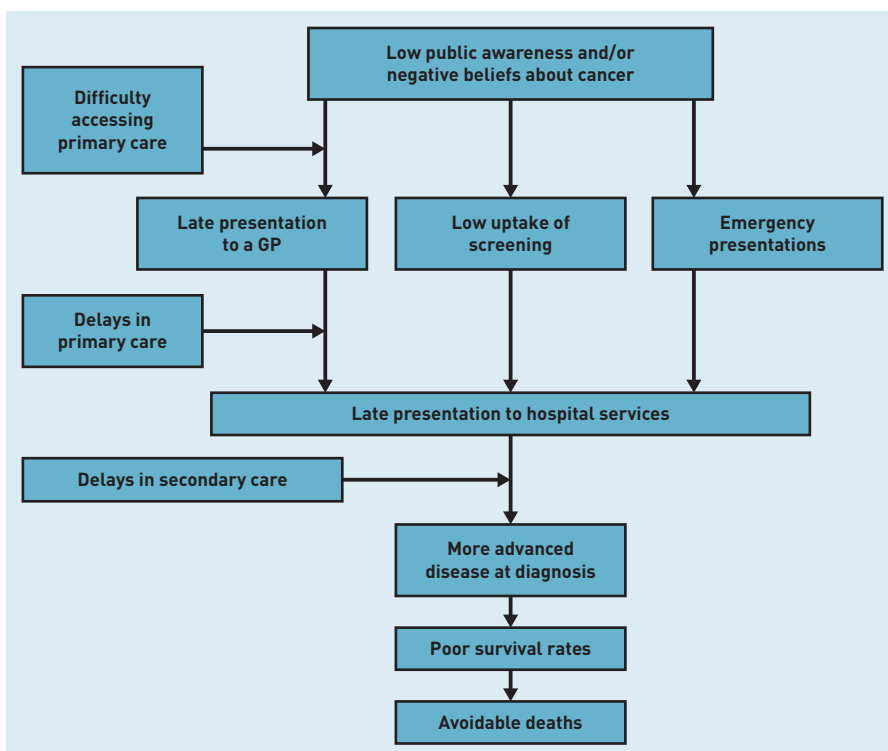 Low public awareness and/or
negative beliefs about cancer
Difficulty
accessing
primary care
Late presentation
to a GP
Low uptake of
screening
Emergency
presentations
Delays in
primary care
Late presentation to hospital services
Delays in secondary care
More advanced
disease at diagnosis
Poor survival rates
Avoidable deaths